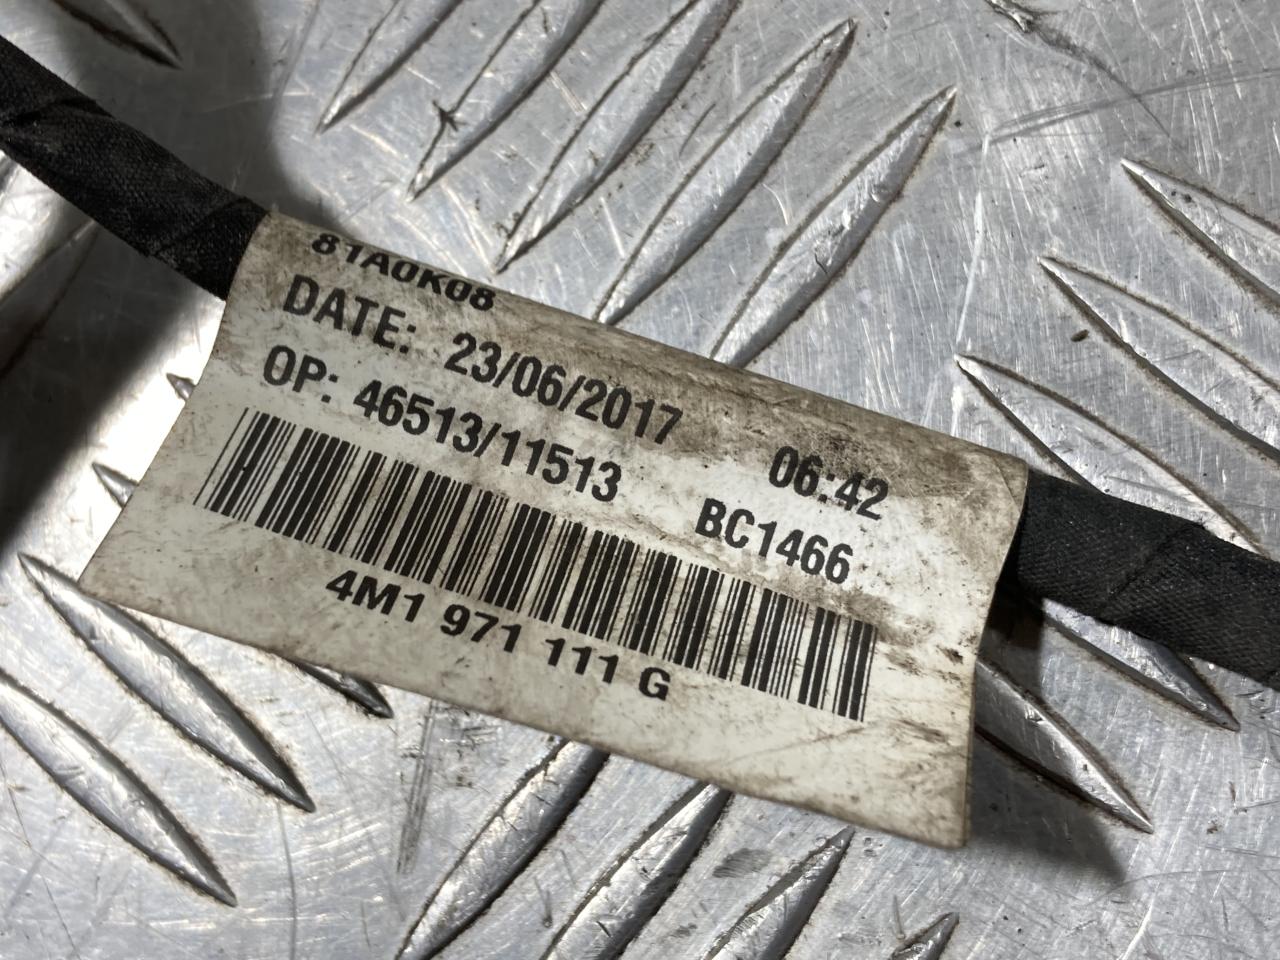 81A0K08
DATE: 23/06/2017 06:42
OP: 46513/11513 BC1466
4M1 971 111 G